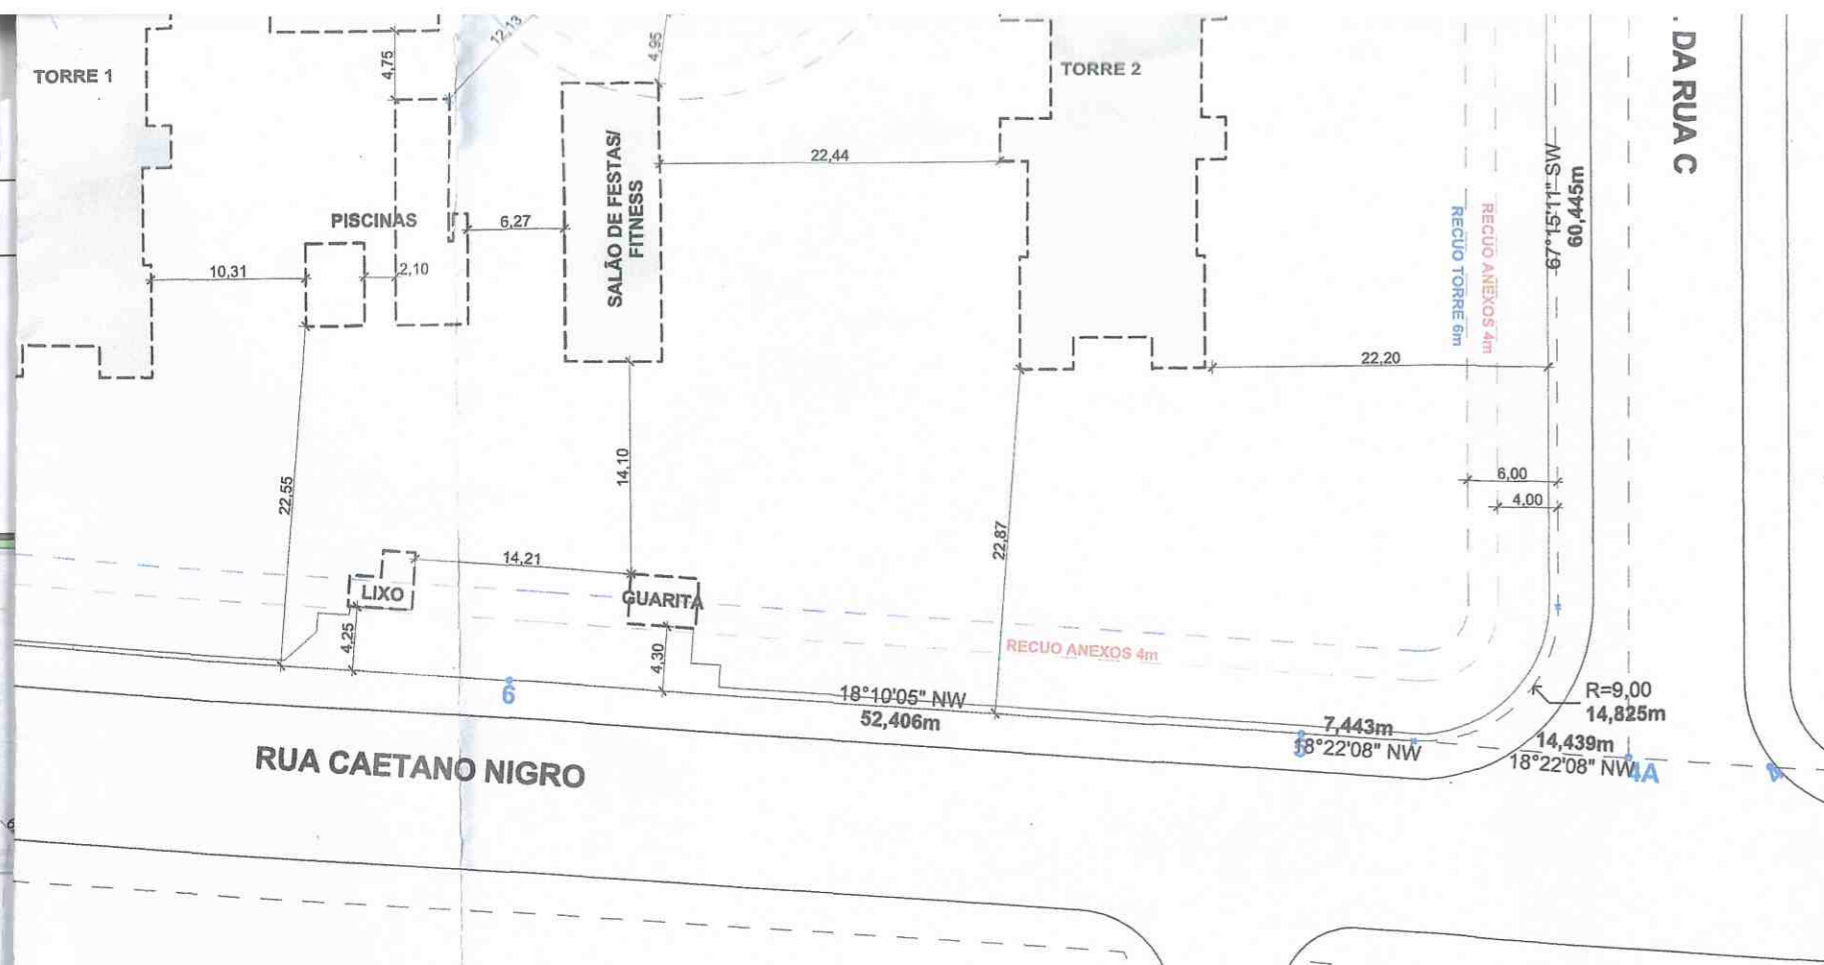 12,13
4,95
. DA RUA C
TORRE 1
4,75
TORRE 2
22,44
SALÃO DE FESTAS/
FITNESS
67°15'11" SW
60,445m
PISCINAS
6,27
RECUO TORRE 6m
RECUO ANEXOS 4m
10,31
2,10
22,20
22,55
14,10
6,00
4,00
22,87
14,21
LIXO
GUARITA
4,25
4,30
RECUO ANEXOS 4m
6
18°10'05" NW
52,406m
R=9,00
14,825m
7,443m
5
18°22'08" NW
14,439m
18°22'08" NW
4A
4
RUA CAETANO NIGRO